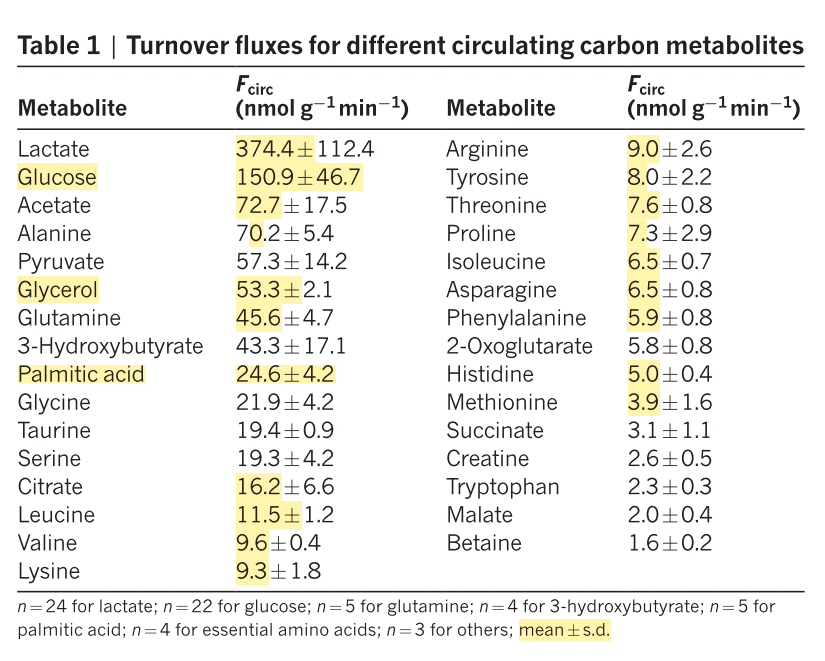 Table 1 | Turnover fluxes for different circulating carbon metabolites
Metabolite F circ (nmol g−1 min−1) Metabolite F circ (nmol g−1 min−1)
Lactate 374.4 ± 112.4 Arginine 9.0 ± 2.6
Glucose 150.9 ± 46.7 Tyrosine 8.0 ± 2.2
Acetate 72.7 ± 17.5 Threonine 7.6 ± 0.8
Alanine 70.2 ± 5.4 Proline 7.3 ± 2.9
Pyruvate 57.3 ± 14.2 Isoleucine 6.5 ± 0.7
Glycerol 53.3 ± 2.1 Asparagine 6.5 ± 0.8
Glutamine 45.6 ± 4.7 Phenylalanine 5.9 ± 0.8
3-Hydroxybutyrate 43.3 ± 17.1 2-Oxoglutarate 5.8 ± 0.8
Palmitic acid 24.6 ± 4.2 Histidine 5.0 ± 0.4
Glycine 21.9 ± 4.2 Methionine 3.9 ± 1.6
Taurine 19.4 ± 0.9 Succinate 3.1 ± 1.1
Serine 19.3 ± 4.2 Creatine 2.6 ± 0.5
Citrate 16.2 ± 6.6 Tryptophan 2.3 ± 0.3
Leucine 11.5 ± 1.2 Malate 2.0 ± 0.4
Valine 9.6 ± 0.4 Betaine 1.6 ± 0.2
Lysine 9.3 ± 1.8
n = 24 for lactate; n = 22 for glucose; n = 5 for glutamine; n = 4 for 3-hydroxybutyrate; n = 5 for
palmitic acid; n = 4 for essential amino acids; n = 3 for others; mean ± s.d.